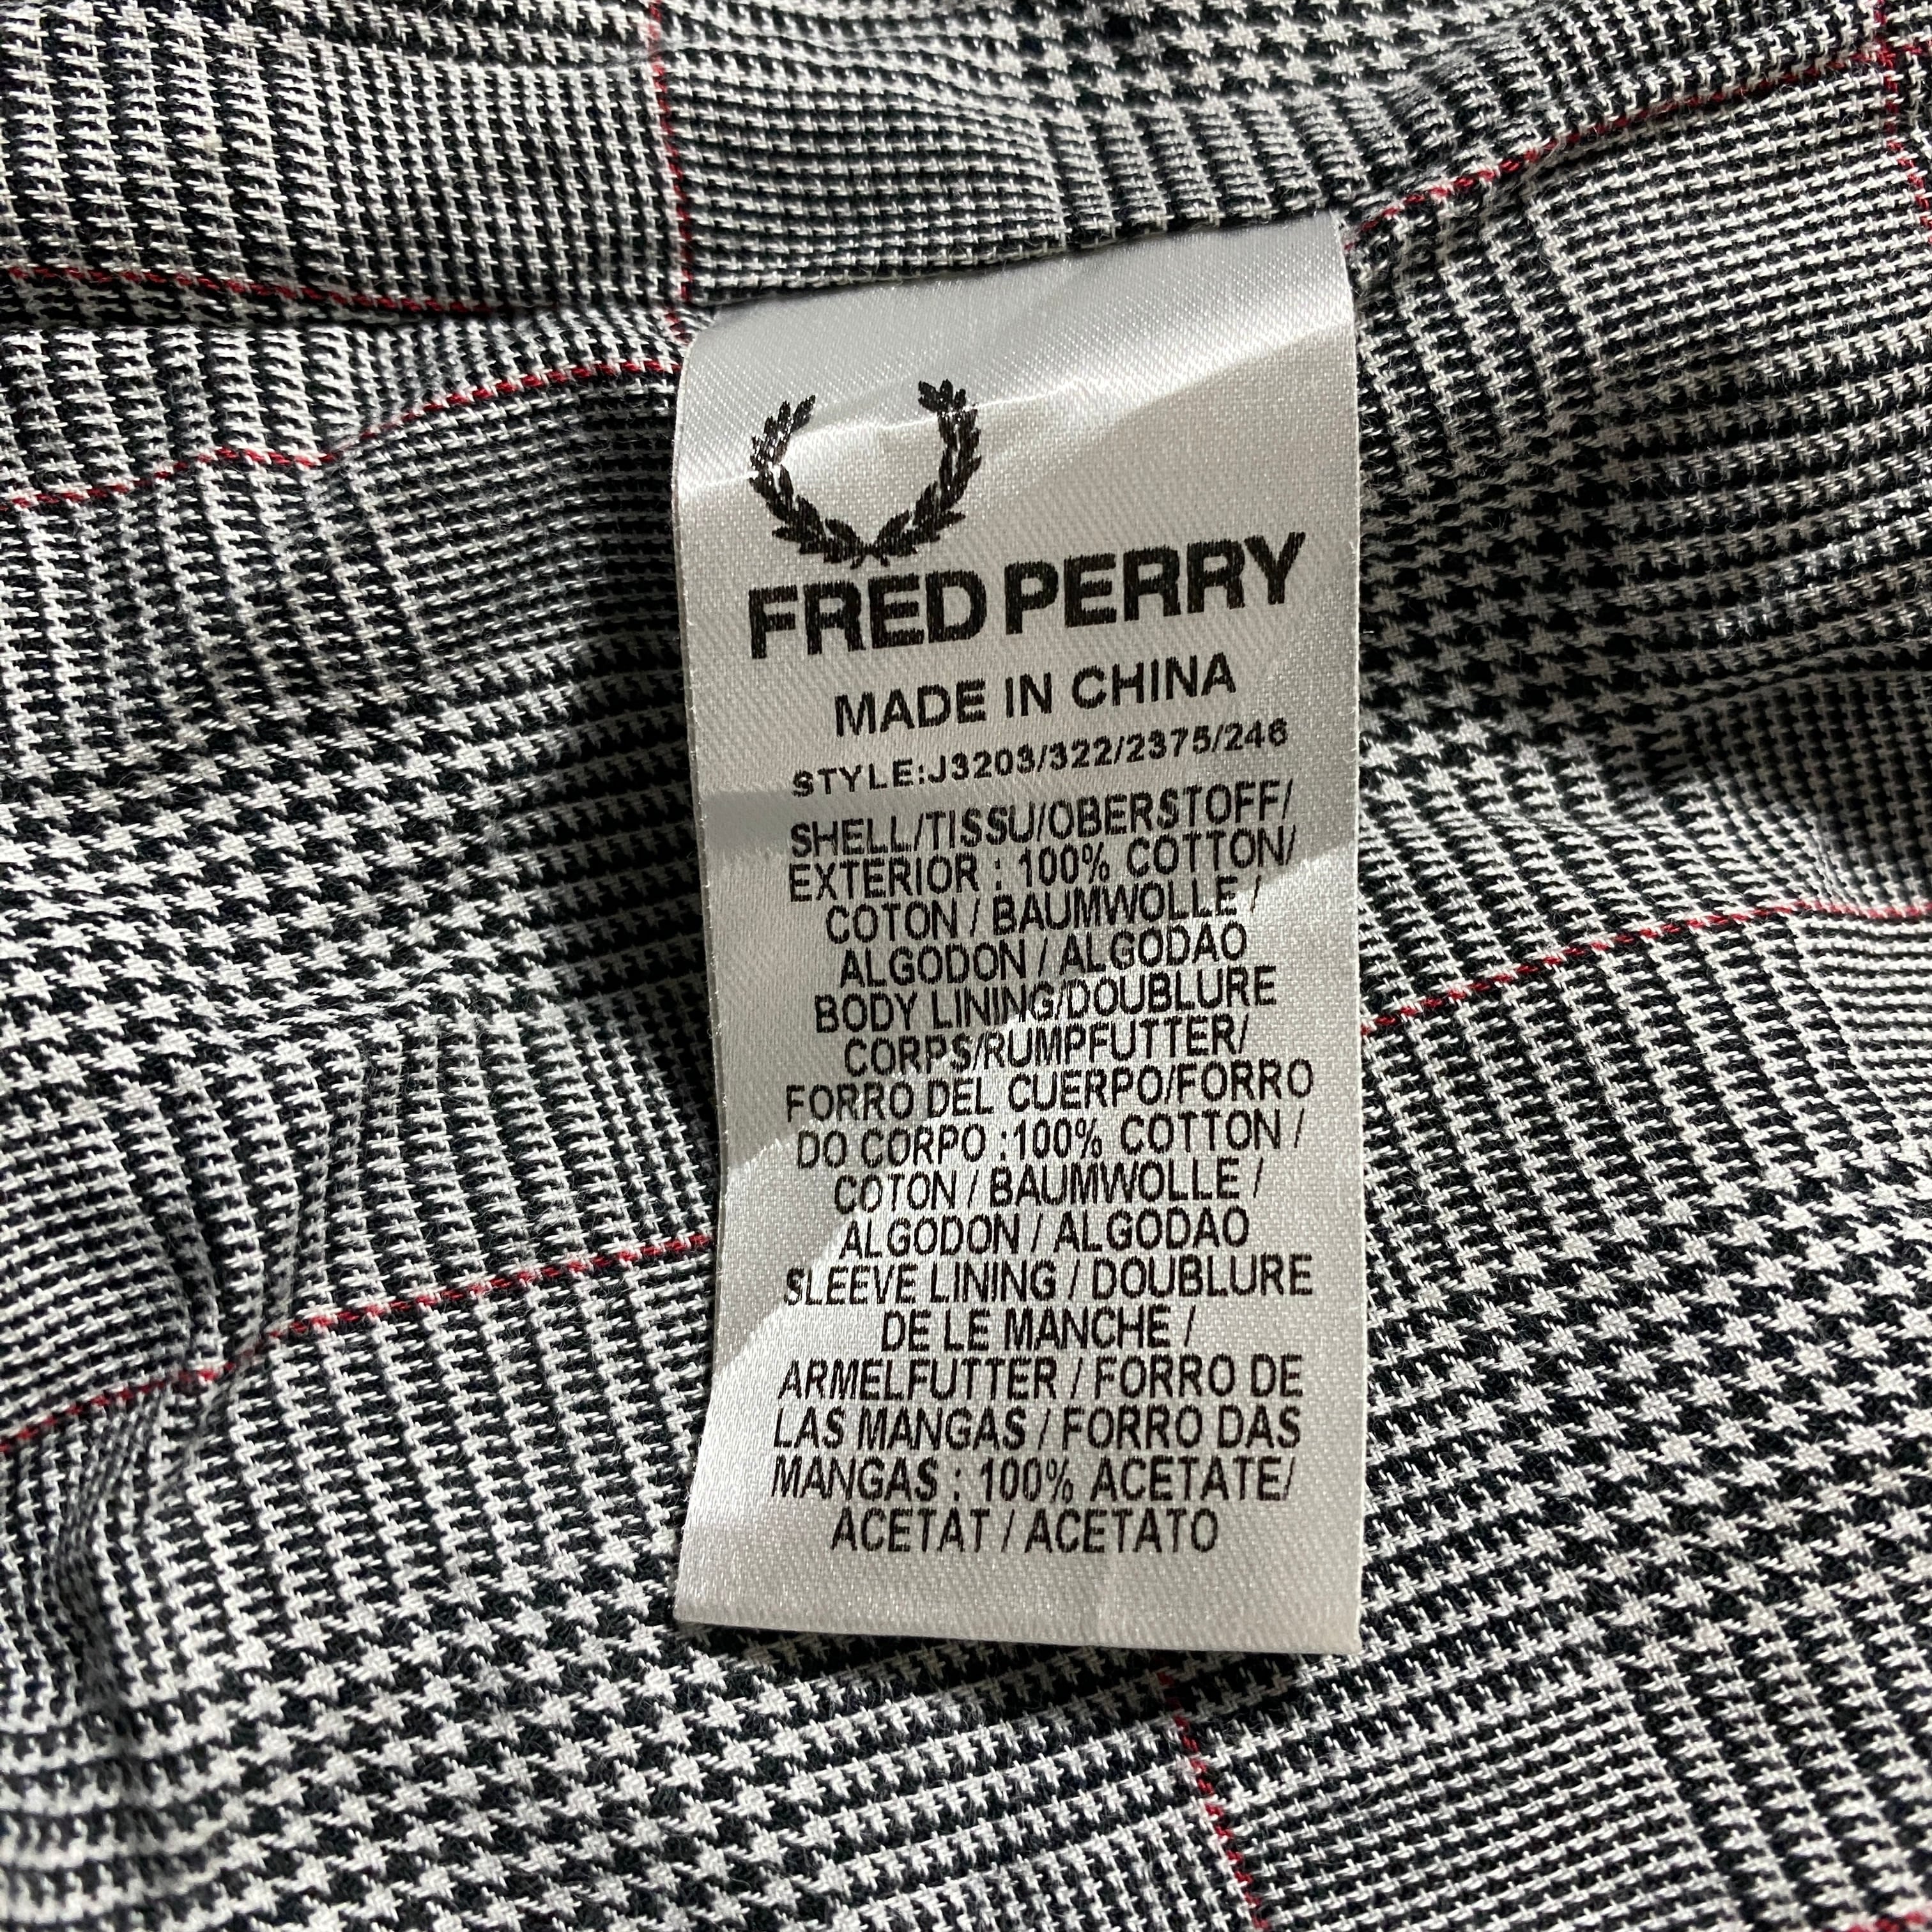 FRED PERRY
MADE IN CHINA
STYLE:J3203/322/2375/246
SHELL/TISSU/OBERSTOFF/
EXTERIOR : 100% COTTON/
COTON / BAUMWOLLE /
ALGODON / ALGODAO
BODY LINING/DOUBLURE
CORPS/RUMPFUTTER/
FORRO DEL CUERPO/FORRO
DO CORPO :100% COTTON /
COTON / BAUMWOLLE /
ALGODON / ALGODAO
SLEEVE LINING / DOUBLURE
DE LE MANCHE /
ARMELFUTTER / FORRO DE
LAS MANGAS / FORRO DAS
MANGAS : 100% ACETATE/
ACETAT / ACETATO